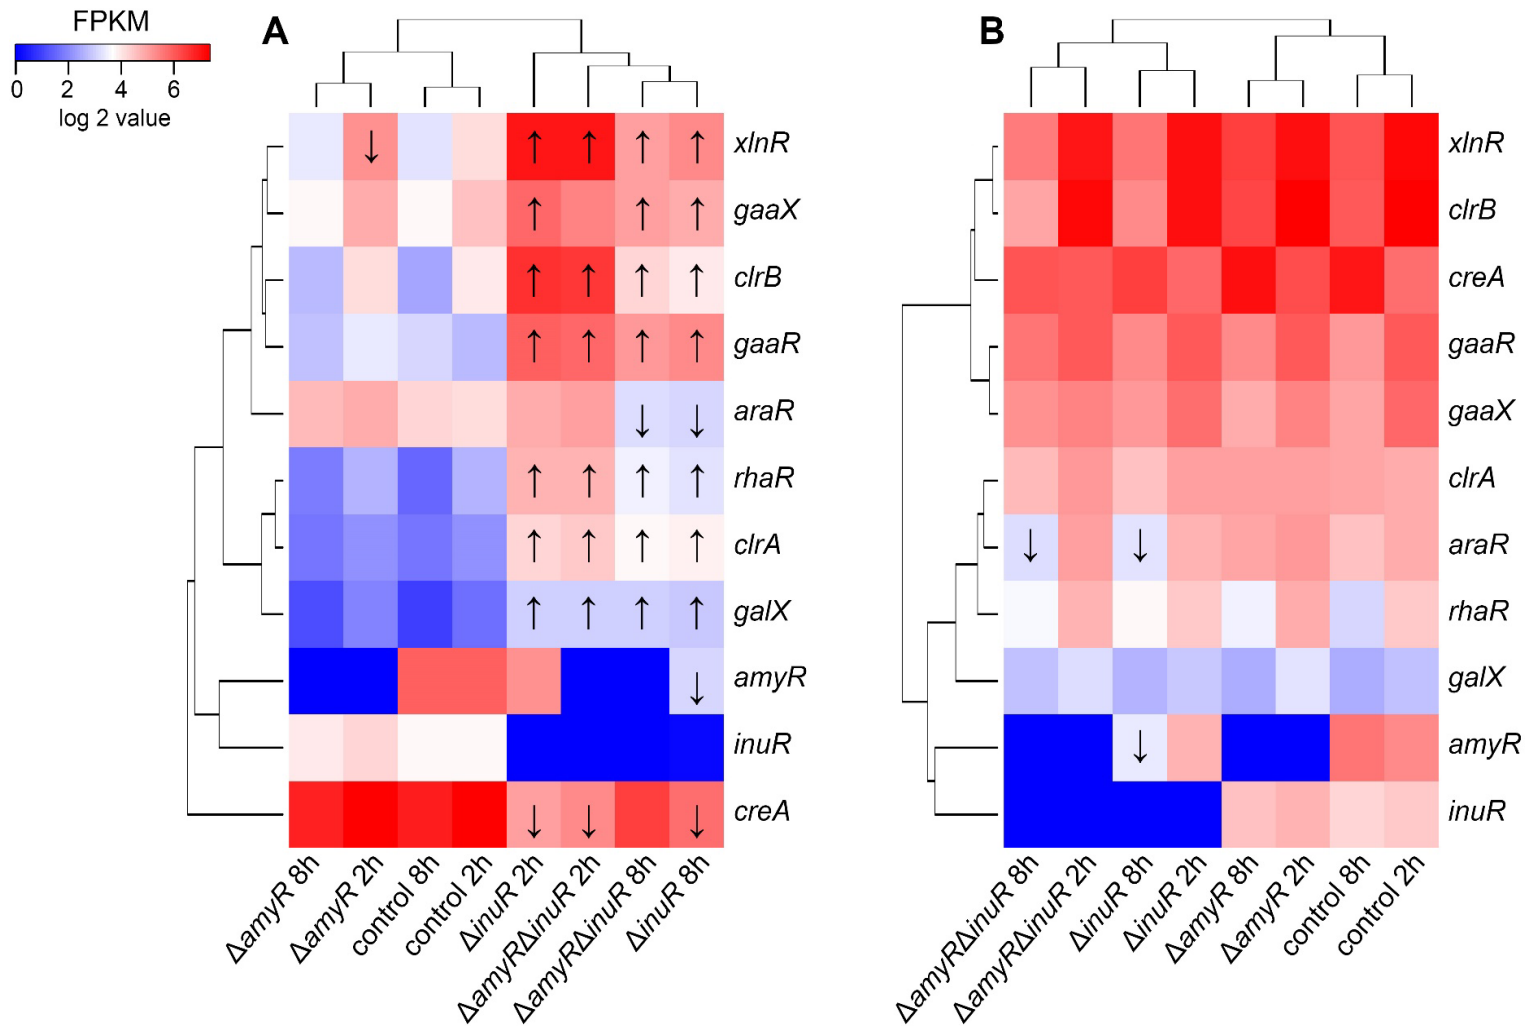 FPKM
0 2 4 6
log 2 value
A
xlnR
gaaX
clrB
gaaR
araR
rhaR
clrA
galX
amyR
inuR
creA
ΔamyR 8h
ΔamyR 2h
control 8h
control 2h
ΔinuR 2h
ΔamyRΔinuR 2h
ΔamyRΔinuR 8h
ΔinuR 8h
B
xlnR
clrB
creA
gaaR
gaaX
clrA
araR
rhaR
galX
amyR
inuR
ΔamyRΔinuR 8h
ΔamyRΔinuR 2h
ΔinuR 8h
ΔinuR 2h
ΔamyR 8h
ΔamyR 2h
control 8h
control 2h